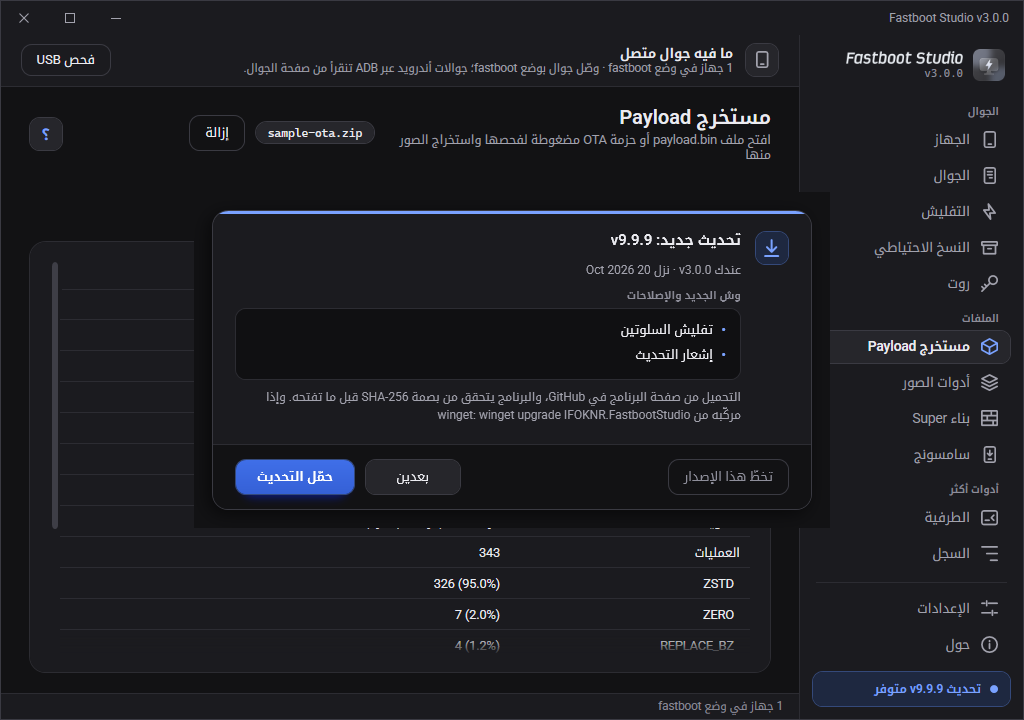 Fastboot Studio v3.0.0
Fastboot Studio
v3.0.0
الجوال
الجهاز
الجوال
التفليش
النسخ الاحتياطي
روت
الملفات
مستخرج Payload
أدوات الصور
بناء Super
سامسونج
أدوات أكثر
الطرفية
السجل
الإعدادات
حول
تحديث v9.9.9 متوفر
ما فيه جوال متصل
1 جهاز في وضع fastboot · وصّل جوال بوضع fastboot؛ جوالات أندرويد عبر ADB تنقرأ من صفحة الجوال.
فحص USB
مستخرج Payload
افتح ملف payload.bin أو حزمة OTA مضغوطة لفحصها واستخراج الصور
منها
sample-ota.zip
إزالة
؟
تحديث جديد: v9.9.9
عندك v3.0.0 · نزل 20 Oct 2026
وش الجديد والإصلاحات
• تفليش السلوتين
• إشعار التحديث
التحميل من صفحة البرنامج في GitHub، والبرنامج يتحقق من بصمة SHA-256 قبل ما تفتحه. وإذا
مركّبه من winget: winget upgrade IFOKNR.FastbootStudio
تخطّ هذا الإصدار
بعدين
حمّل التحديث
العمليات 343
ZSTD 326 (95.0%)
ZERO 7 (2.0%)
REPLACE_BZ 4 (1.2%)
1 جهاز في وضع fastboot